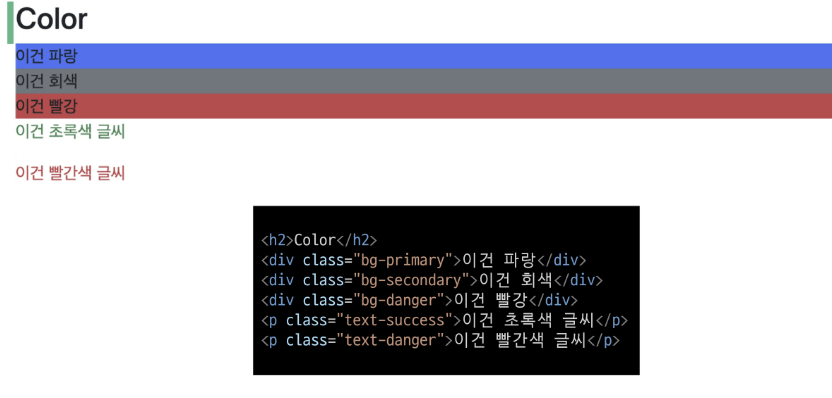 Color
이건 파랑
이건 회색
이건 빨강
이건 초록색 글씨
이건 빨간색 글씨
<h2>Color</h2>
<div class="bg-primary">이건 파랑</div>
<div class="bg-secondary">이건 회색</div>
<div class="bg-danger">이건 빨강</div>
<p class="text-success">이건 초록색 글씨</p>
<p class="text-danger">이건 빨간색 글씨</p>